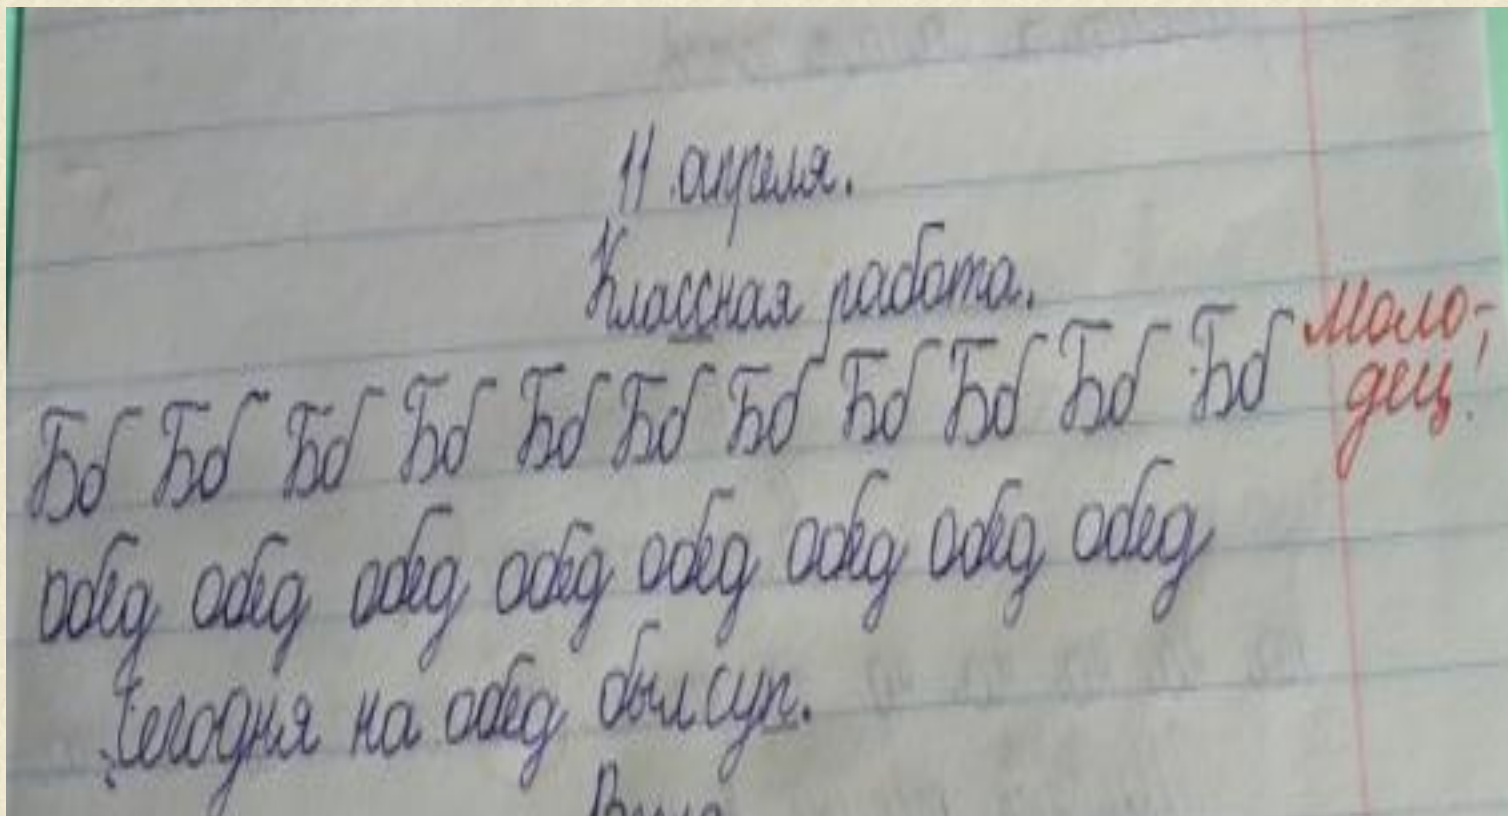 11 апреля.
Классная работа.
Бб Бб Бб Бб Бб Бб Бб Бб Бб Бб Бб
Моло-
дец!
обед обед обед обед обед обед обед обед
Сегодня на обед был суп.